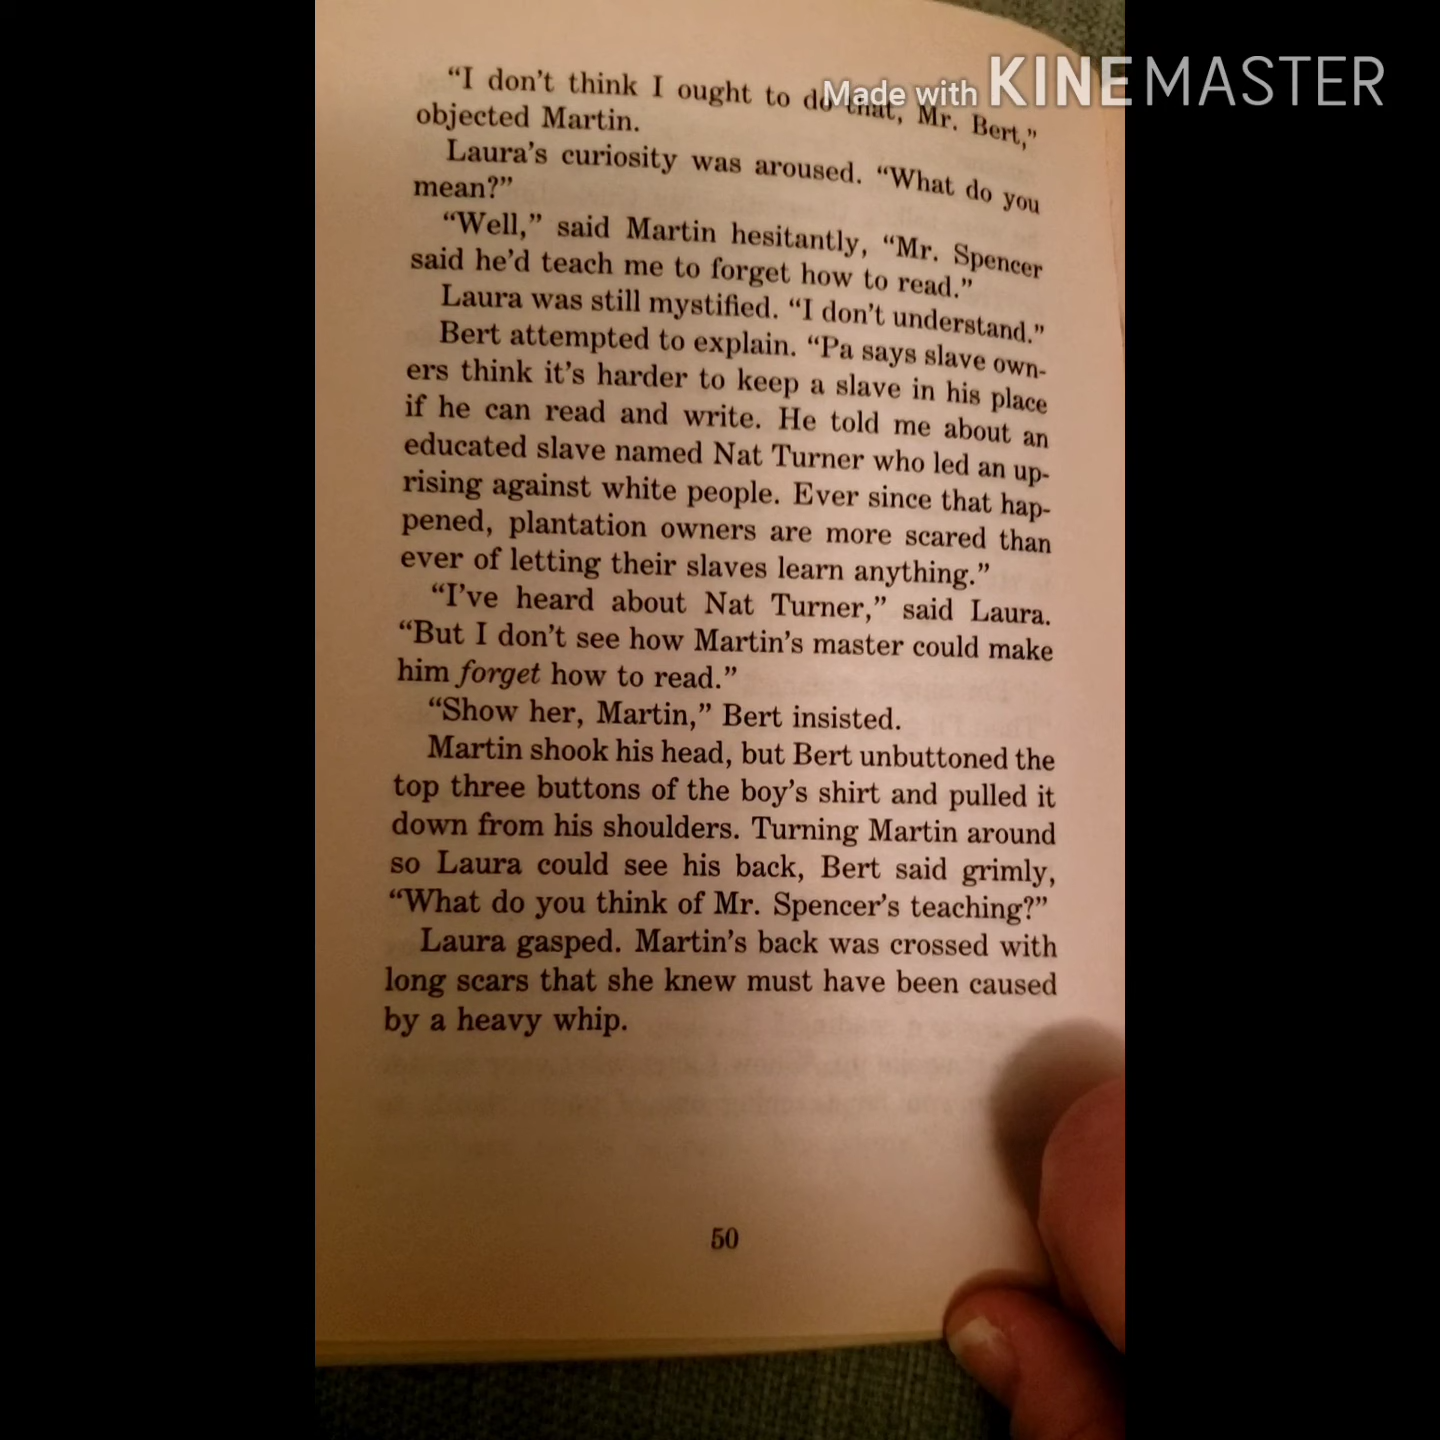 Made with KINEMASTER
“I don’t think I ought to do that, Mr. Bert,”
objected Martin.
Laura’s curiosity was aroused. “What do you
mean?”
“Well,” said Martin hesitantly, “Mr. Spencer
said he’d teach me to forget how to read.”
Laura was still mystified. “I don’t understand.”
Bert attempted to explain. “Pa says slave own-
ers think it’s harder to keep a slave in his place
if he can read and write. He told me about an
educated slave named Nat Turner who led an up-
rising against white people. Ever since that hap-
pened, plantation owners are more scared than
ever of letting their slaves learn anything.”
“I’ve heard about Nat Turner,” said Laura.
“But I don’t see how Martin’s master could make
him forget how to read.”
“Show her, Martin,” Bert insisted.
Martin shook his head, but Bert unbuttoned the
top three buttons of the boy’s shirt and pulled it
down from his shoulders. Turning Martin around
so Laura could see his back, Bert said grimly,
“What do you think of Mr. Spencer’s teaching?”
Laura gasped. Martin’s back was crossed with
long scars that she knew must have been caused
by a heavy whip.
50